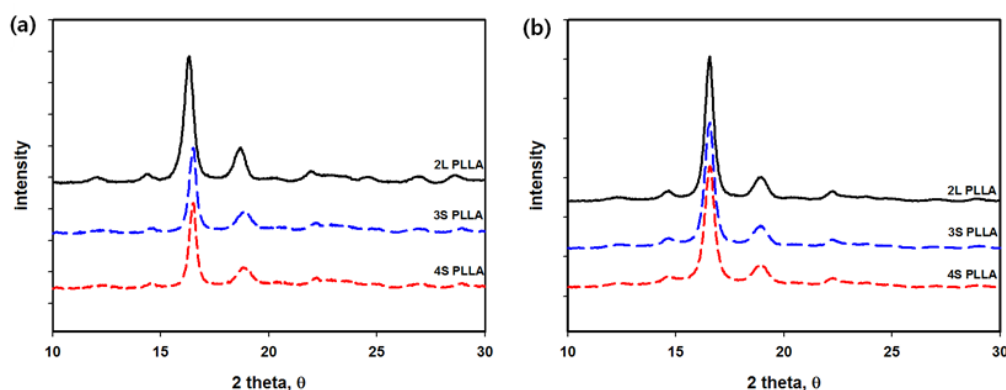 (a)
intensity
2L PLLA
3S PLLA
4S PLLA
10 15 20 25 30
2 theta, θ
(b)
intensity
2L PLLA
3S PLLA
4S PLLA
10 15 20 25 30
2 theta, θ